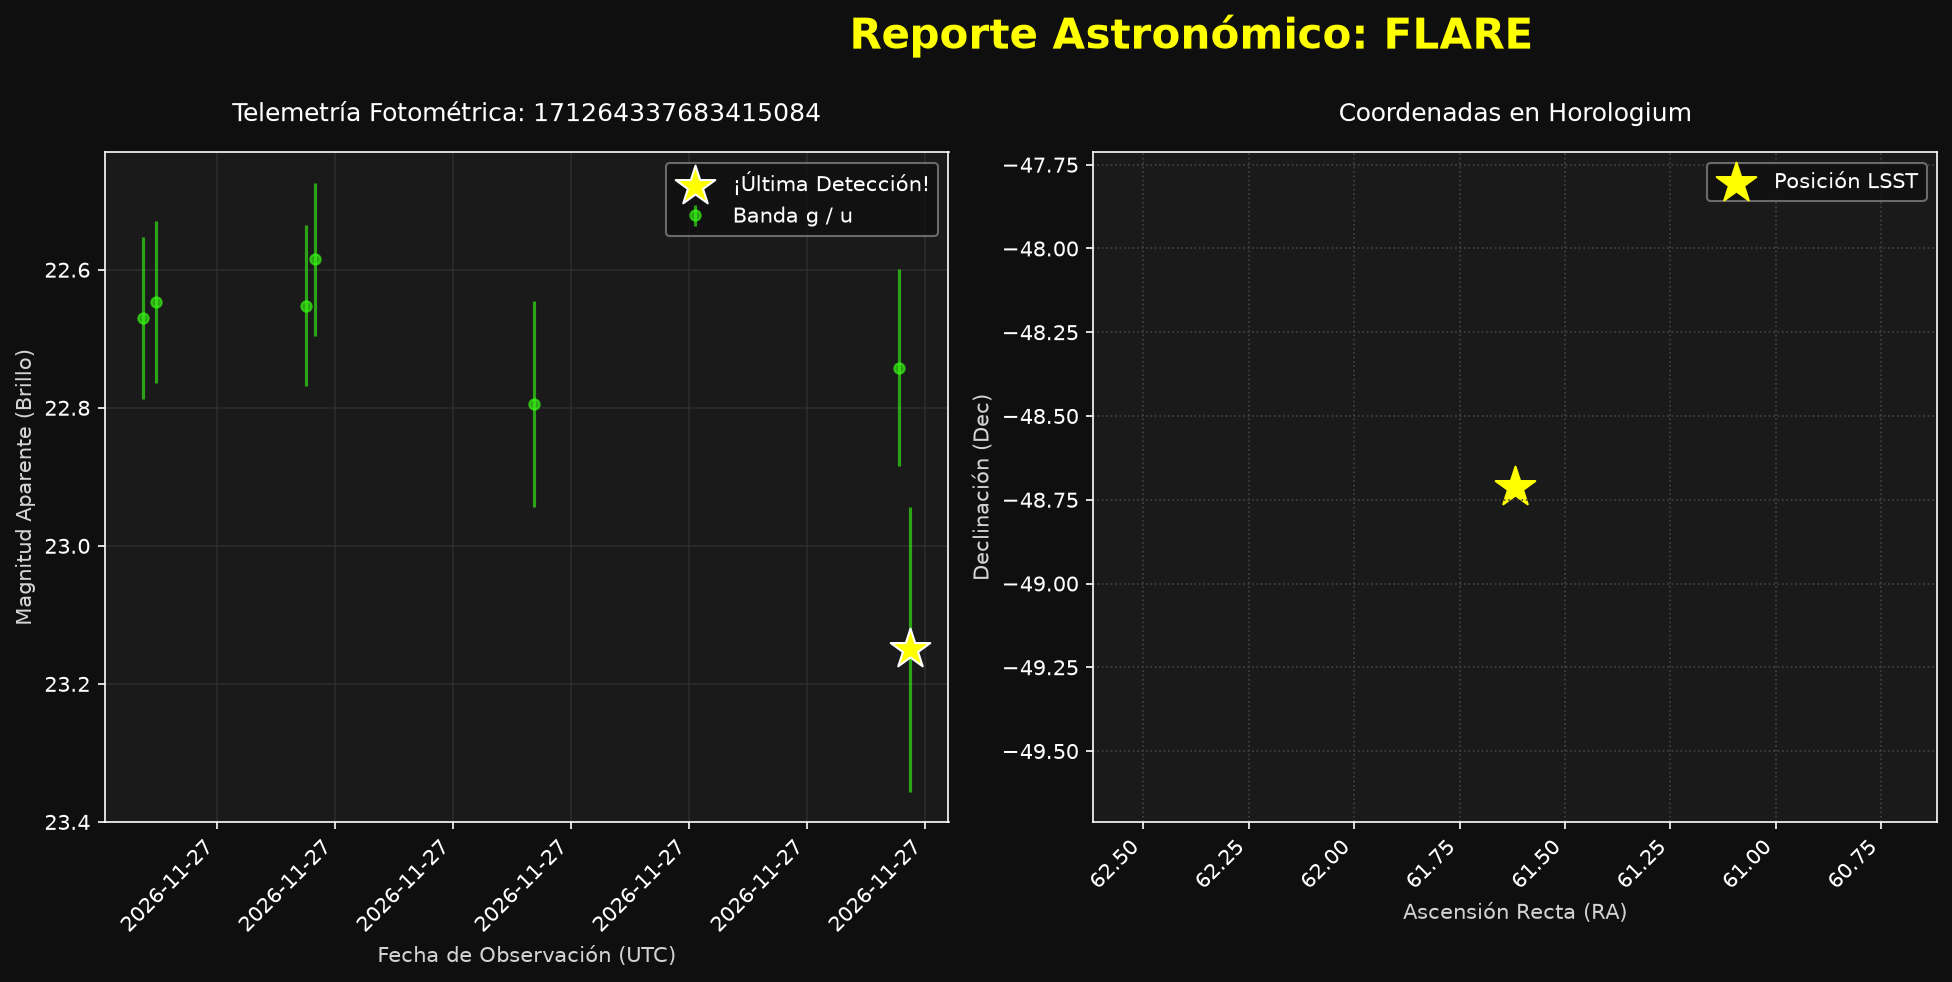 Reporte Astronómico: FLARE
Telemetría Fotométrica: 171264337683415084
¡Última Detección!
Banda g / u
Magnitud Aparente (Brillo)
22.6
22.8
23.0
23.2
23.4
2026-11-27
2026-11-27
2026-11-27
2026-11-27
2026-11-27
2026-11-27
2026-11-27
Fecha de Observación (UTC)
Coordenadas en Horologium
Posición LSST
Declinación (Dec)
−47.75
−48.00
−48.25
−48.50
−48.75
−49.00
−49.25
−49.50
62.50
62.25
62.00
61.75
61.50
61.25
61.00
60.75
Ascensión Recta (RA)